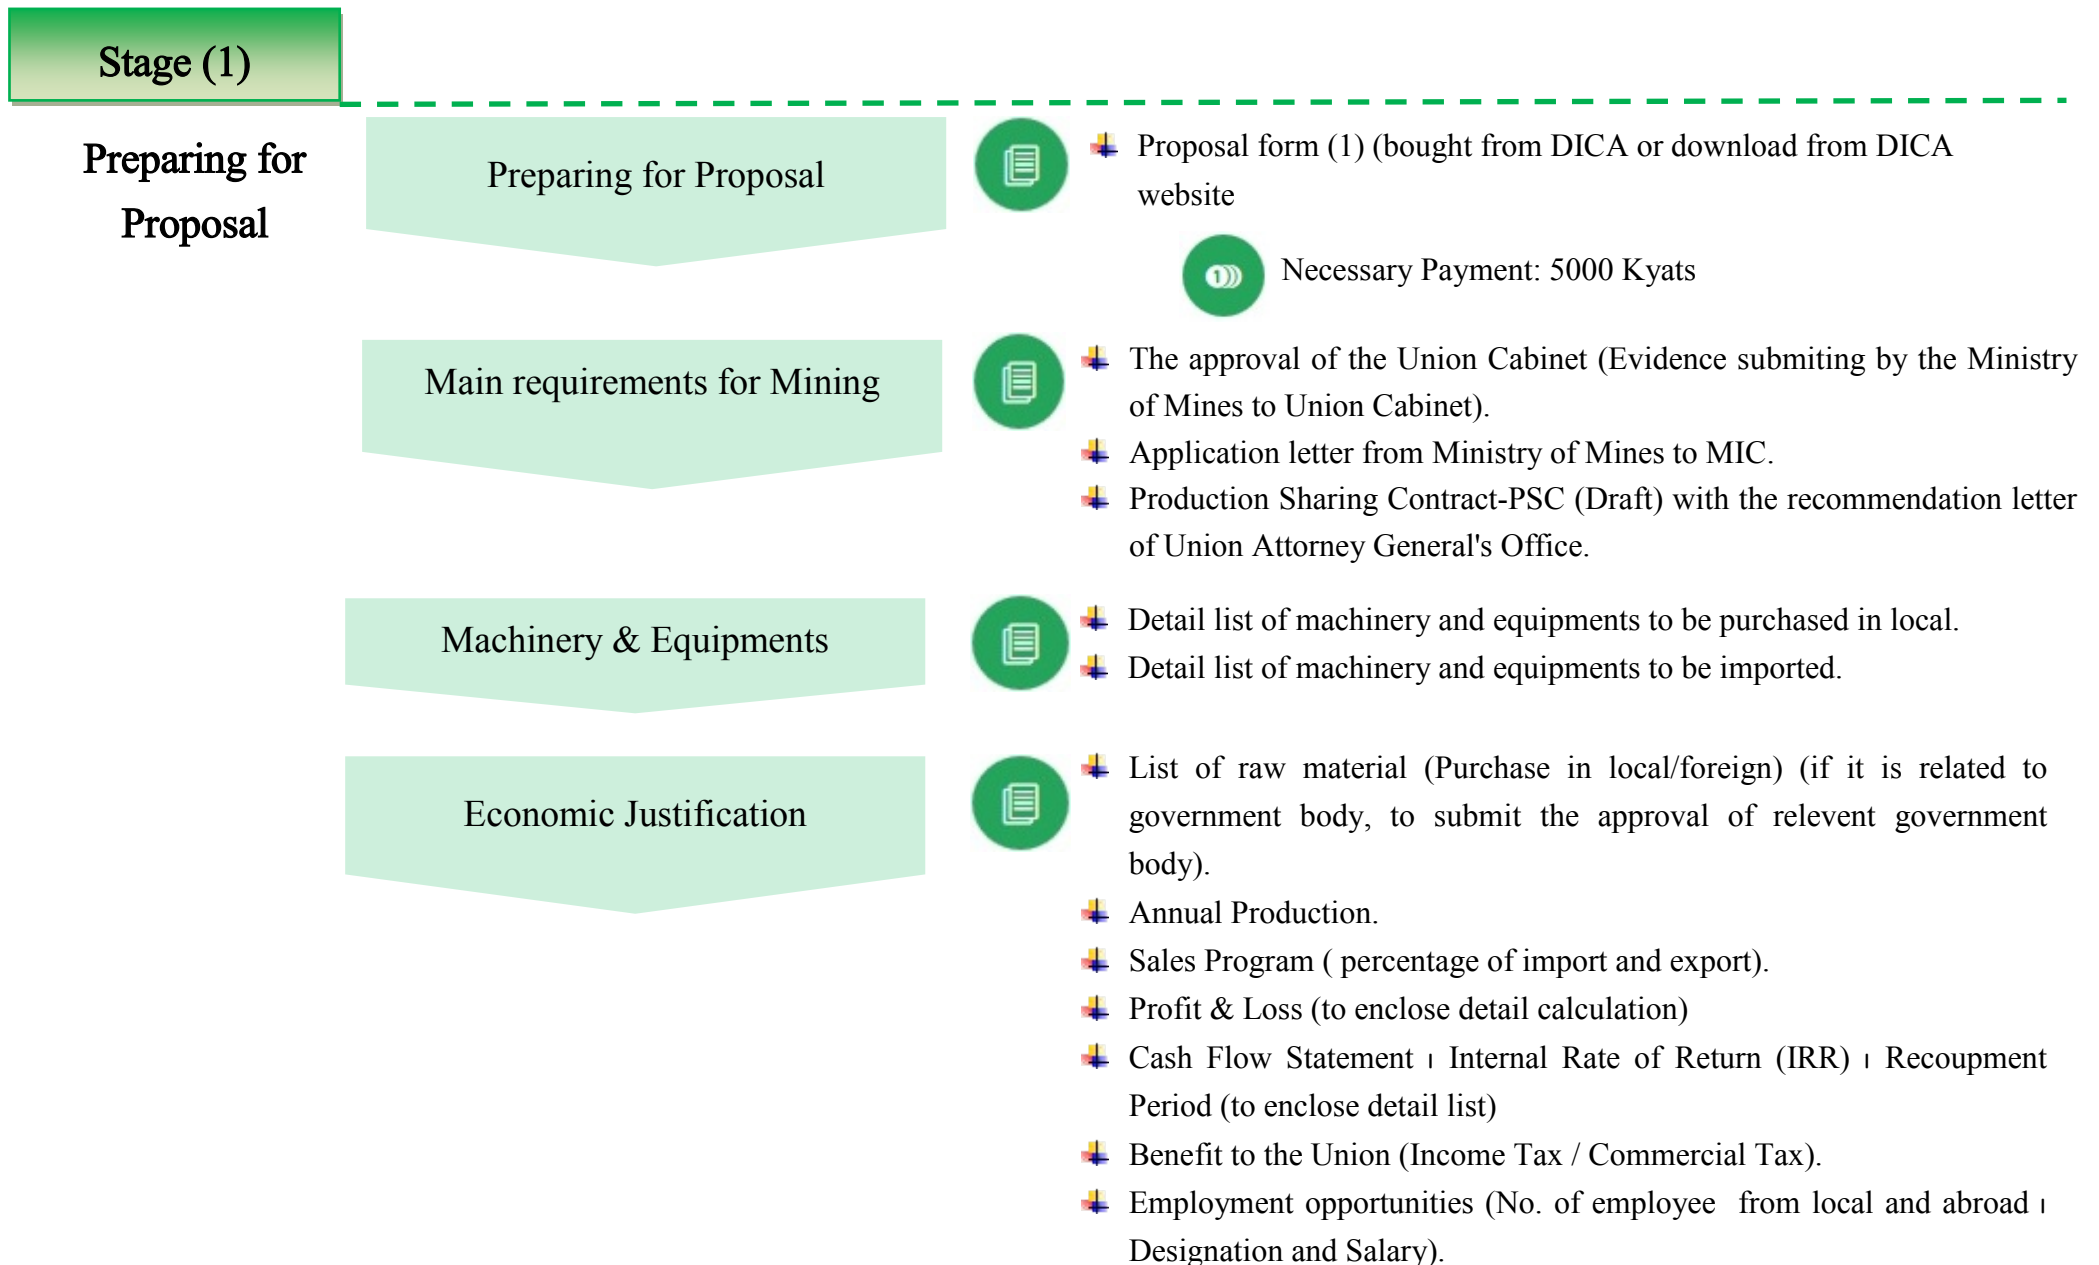 Stage (1)
Preparing for
Proposal
Preparing for Proposal
Proposal form (1) (bought from DICA or download from DICA
website
Necessary Payment: 5000 Kyats
Main requirements for Mining
The approval of the Union Cabinet (Evidence submiting by the Ministry
of Mines to Union Cabinet).
Application letter from Ministry of Mines to MIC.
Production Sharing Contract-PSC (Draft) with the recommendation letter
of Union Attorney General's Office.
Machinery & Equipments
Detail list of machinery and equipments to be purchased in local.
Detail list of machinery and equipments to be imported.
Economic Justification
List of raw material (Purchase in local/foreign) (if it is related to
government body, to submit the approval of relevent government
body).
Annual Production.
Sales Program ( percentage of import and export).
Profit & Loss (to enclose detail calculation)
Cash Flow Statement ၊ Internal Rate of Return (IRR) ၊ Recoupment
Period (to enclose detail list)
Benefit to the Union (Income Tax / Commercial Tax).
Employment opportunities (No. of employee from local and abroad ၊
Designation and Salary).